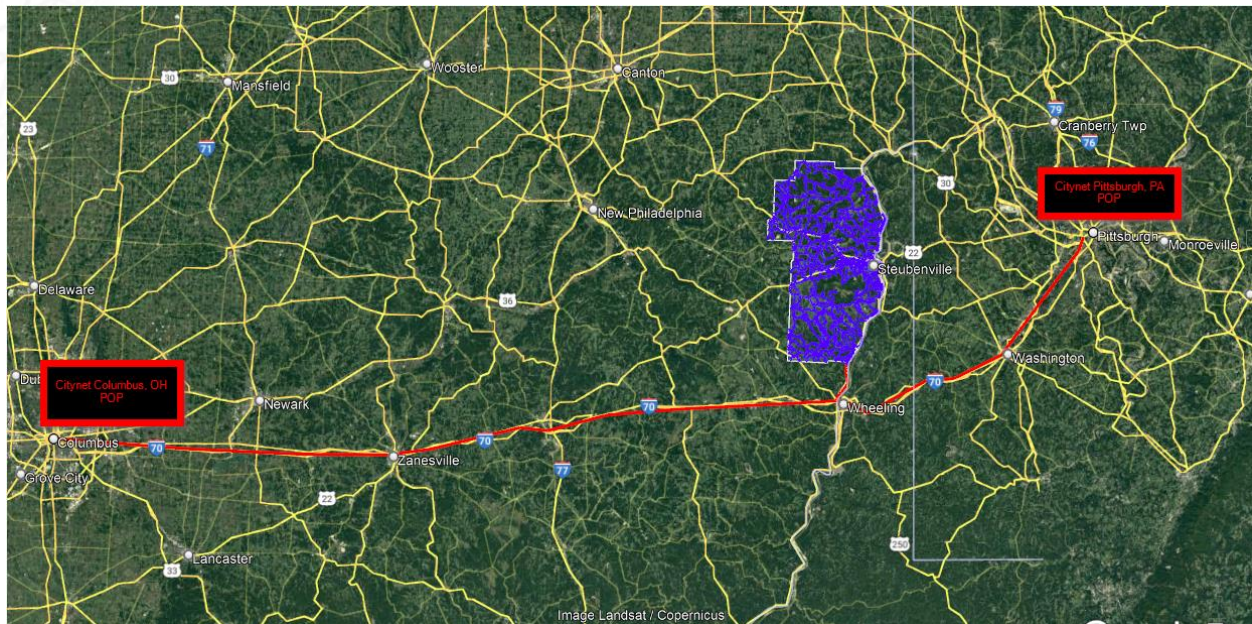 Wooster
Canton
30
Mansfield
79
Cranberry Twp
23
71
76
Citynet Pittsburgh, PA
POP
30
New Philadelphia
Pittsburgh
Monroeville
22
Steubenville
Delaware
36
Washington
Citynet Columbus, OH
POP
Dub
70
Newark
70
Wheeling
Columbus
70
70
Zanesville
Grove City
77
22
250
Lancaster
33
Image Landsat / Copernicus